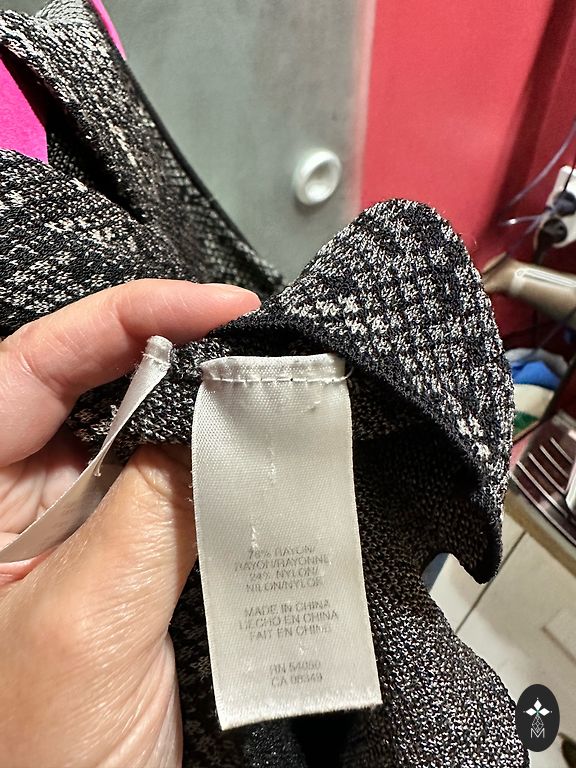 76% RAYON/
RAYON/RAYONNE
24% NYLON/
NILON/NYLON
MADE IN CHINA
HECHO EN CHINA
FAIT EN CHINE
RN 54050
CA 06349